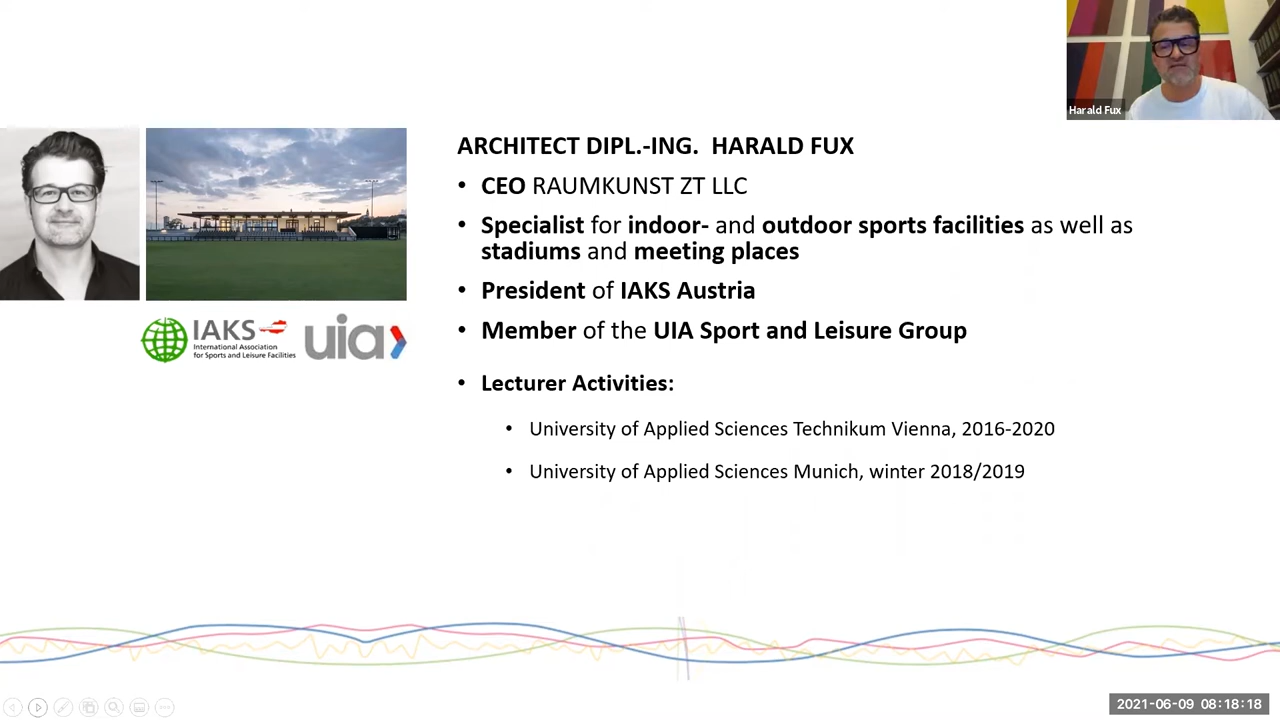 Harald Fux
ARCHITECT DIPL.-ING. HARALD FUX
• CEO RAUMKUNST ZT LLC
• Specialist for indoor- and outdoor sports facilities as well as
stadiums and meeting places
• President of IAKS Austria
• Member of the UIA Sport and Leisure Group
• Lecturer Activities:
• University of Applied Sciences Technikum Vienna, 2016-2020
• University of Applied Sciences Munich, winter 2018/2019
IAKS
International Association
for Sports and Leisure Facilities
uia
2021-06-09 08:18:18